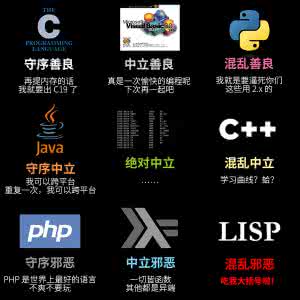 THE
C
PROGRAMMING
LANGUAGE
守序善良
再提内存的话
我就要出 C19 了
Microsoft
Visual Basic 6.0
中立善良
真是一次愉快的编程呢
下次再一起吧
混乱善良
我就是要逼死你们
这些用 2.x 的
Java
守序中立
我可以跨平台
重复一次，我可以跨平台
绝对中立
……
C++
混乱中立
学习曲线？蛤？
php
守序邪恶
PHP 是世界上最好的语言
不爽不要玩
中立邪恶
一切皆函数
其他都是异端
LISP
混乱邪恶
吃我大括号啦！